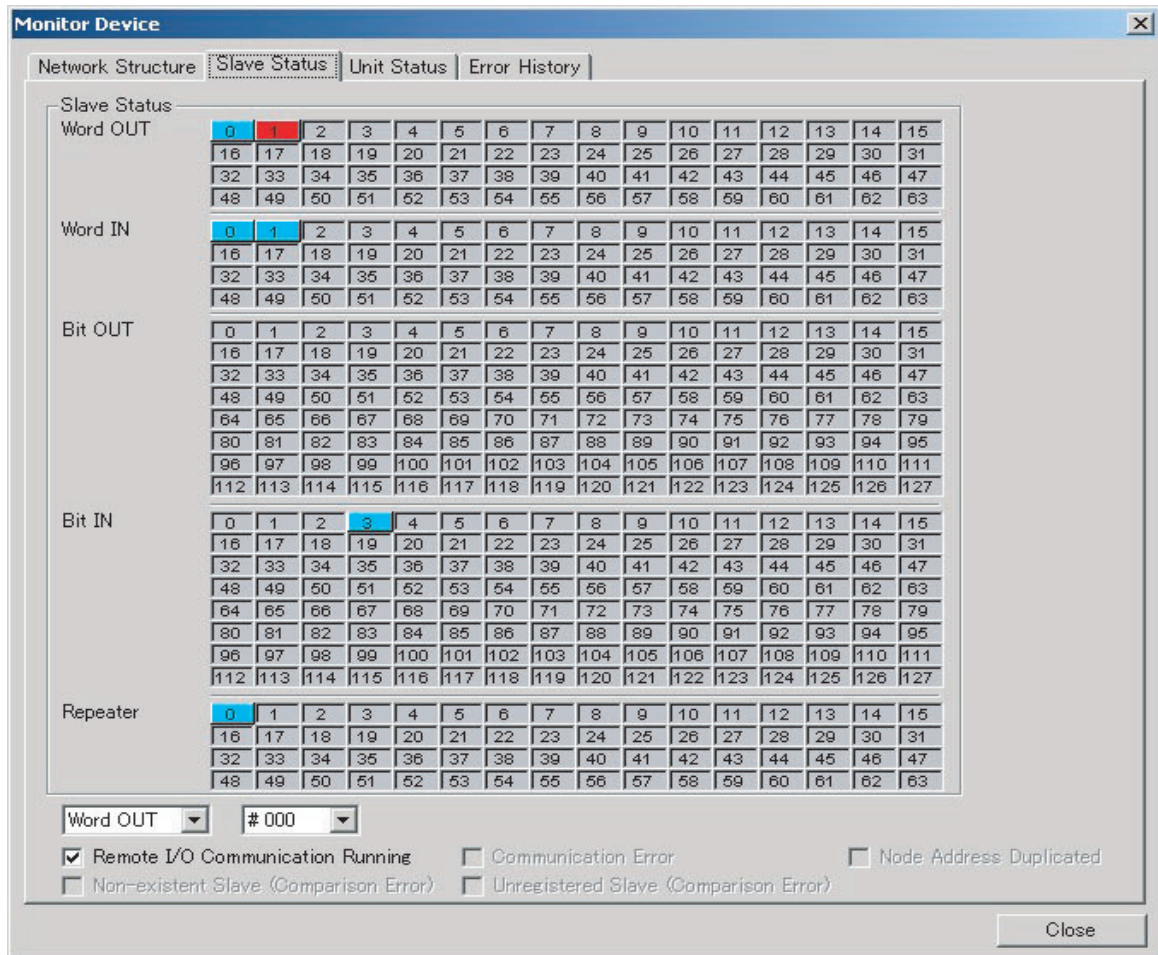 Monitor Device
Network Structure Slave Status Unit Status Error History
Slave Status
Word OUT 0 1 2 3 4 5 6 7 8 9 10 11 12 13 14 15
16 17 18 19 20 21 22 23 24 25 26 27 28 29 30 31
32 33 34 35 36 37 38 39 40 41 42 43 44 45 46 47
48 49 50 51 52 53 54 55 56 57 58 59 60 61 62 63
Word IN 0 1 2 3 4 5 6 7 8 9 10 11 12 13 14 15
16 17 18 19 20 21 22 23 24 25 26 27 28 29 30 31
32 33 34 35 36 37 38 39 40 41 42 43 44 45 46 47
48 49 50 51 52 53 54 55 56 57 58 59 60 61 62 63
Bit OUT 0 1 2 3 4 5 6 7 8 9 10 11 12 13 14 15
16 17 18 19 20 21 22 23 24 25 26 27 28 29 30 31
32 33 34 35 36 37 38 39 40 41 42 43 44 45 46 47
48 49 50 51 52 53 54 55 56 57 58 59 60 61 62 63
64 65 66 67 68 69 70 71 72 73 74 75 76 77 78 79
80 81 82 83 84 85 86 87 88 89 90 91 92 93 94 95
96 97 98 99 100 101 102 103 104 105 106 107 108 109 110 111
112 113 114 115 116 117 118 119 120 121 122 123 124 125 126 127
Bit IN 0 1 2 3 4 5 6 7 8 9 10 11 12 13 14 15
16 17 18 19 20 21 22 23 24 25 26 27 28 29 30 31
32 33 34 35 36 37 38 39 40 41 42 43 44 45 46 47
48 49 50 51 52 53 54 55 56 57 58 59 60 61 62 63
64 65 66 67 68 69 70 71 72 73 74 75 76 77 78 79
80 81 82 83 84 85 86 87 88 89 90 91 92 93 94 95
96 97 98 99 100 101 102 103 104 105 106 107 108 109 110 111
112 113 114 115 116 117 118 119 120 121 122 123 124 125 126 127
Repeater 0 1 2 3 4 5 6 7 8 9 10 11 12 13 14 15
16 17 18 19 20 21 22 23 24 25 26 27 28 29 30 31
32 33 34 35 36 37 38 39 40 41 42 43 44 45 46 47
48 49 50 51 52 53 54 55 56 57 58 59 60 61 62 63
Word OUT # 000
Remote I/O Communication Running Communication Error Node Address Duplicated
Non-existent Slave (Comparison Error) Unregistered Slave (Comparison Error)
Close